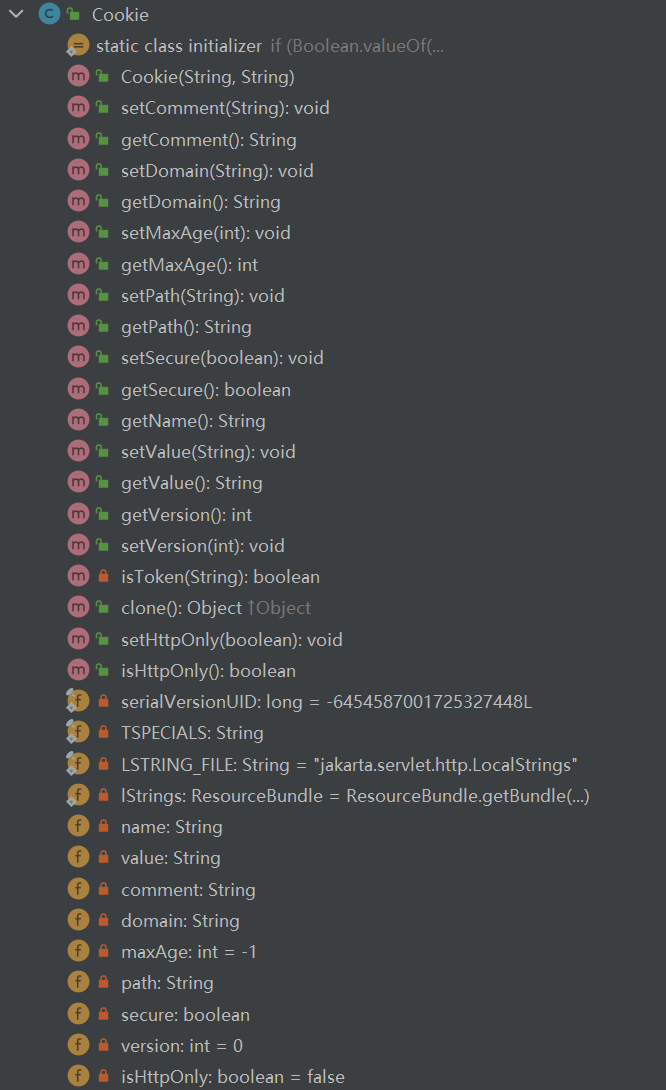 Cookie
static class initializer if (Boolean.valueOf(...
Cookie(String, String)
setComment(String): void
getComment(): String
setDomain(String): void
getDomain(): String
setMaxAge(int): void
getMaxAge(): int
setPath(String): void
getPath(): String
setSecure(boolean): void
getSecure(): boolean
getName(): String
setValue(String): void
getValue(): String
getVersion(): int
setVersion(int): void
isToken(String): boolean
clone(): Object ↑Object
setHttpOnly(boolean): void
isHttpOnly(): boolean
serialVersionUID: long = -6454587001725327448L
TSPECIALS: String
LSTRING_FILE: String = "jakarta.servlet.http.LocalStrings"
lStrings: ResourceBundle = ResourceBundle.getBundle(...)
name: String
value: String
comment: String
domain: String
maxAge: int = -1
path: String
secure: boolean
version: int = 0
isHttpOnly: boolean = false